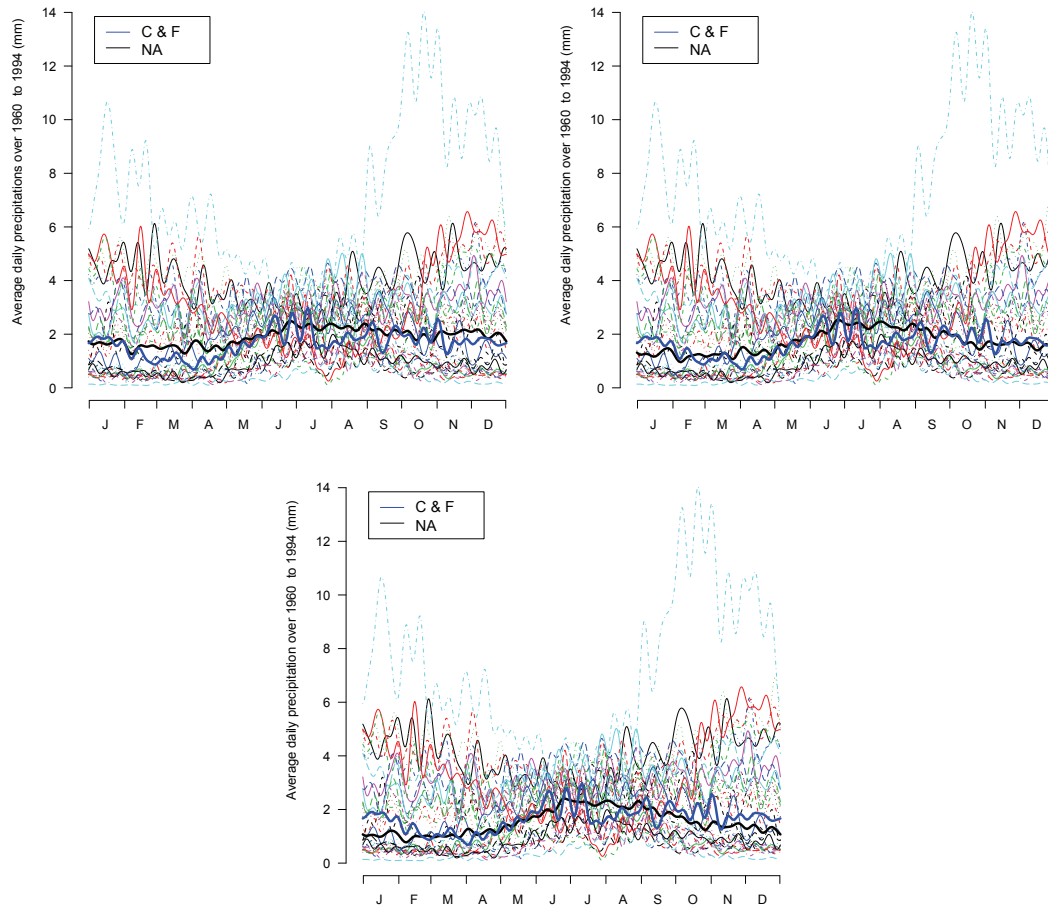 Average daily precipitations over 1960 to 1994 (mm)
14
12
10
8
6
4
2
0
C & F
NA
J F M A M J J A S O N D
Average daily precipitation over 1960 to 1994 (mm)
14
12
10
8
6
4
2
0
C & F
NA
J F M A M J J A S O N D
Average daily precipitation over 1960 to 1994 (mm)
14
12
10
8
6
4
2
0
C & F
NA
J F M A M J J A S O N D